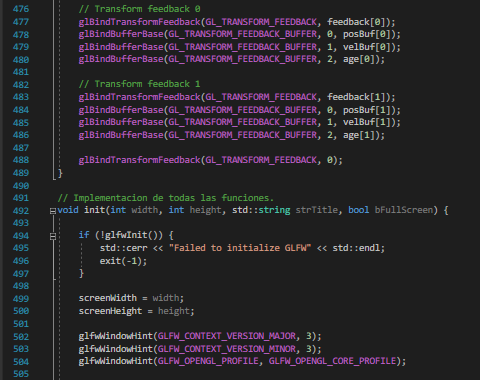 476 // Transform feedback 0
477 glBindTransformFeedback(GL_TRANSFORM_FEEDBACK, feedback[0]);
478 glBindBufferBase(GL_TRANSFORM_FEEDBACK_BUFFER, 0, posBuf[0]);
479 glBindBufferBase(GL_TRANSFORM_FEEDBACK_BUFFER, 1, velBuf[0]);
480 glBindBufferBase(GL_TRANSFORM_FEEDBACK_BUFFER, 2, age[0]);
481
482 // Transform feedback 1
483 glBindTransformFeedback(GL_TRANSFORM_FEEDBACK, feedback[1]);
484 glBindBufferBase(GL_TRANSFORM_FEEDBACK_BUFFER, 0, posBuf[1]);
485 glBindBufferBase(GL_TRANSFORM_FEEDBACK_BUFFER, 1, velBuf[1]);
486 glBindBufferBase(GL_TRANSFORM_FEEDBACK_BUFFER, 2, age[1]);
487
488 glBindTransformFeedback(GL_TRANSFORM_FEEDBACK, 0);
489 }
490
491 // Implementacion de todas las funciones.
492 void init(int width, int height, std::string strTitle, bool bFullScreen) {
493
494 if (!glfwInit()) {
495 std::cerr << "Failed to initialize GLFW" << std::endl;
496 exit(-1);
497 }
498
499 screenWidth = width;
500 screenHeight = height;
501
502 glfwWindowHint(GLFW_CONTEXT_VERSION_MAJOR, 3);
503 glfwWindowHint(GLFW_CONTEXT_VERSION_MINOR, 3);
504 glfwWindowHint(GLFW_OPENGL_PROFILE, GLFW_OPENGL_CORE_PROFILE);
505